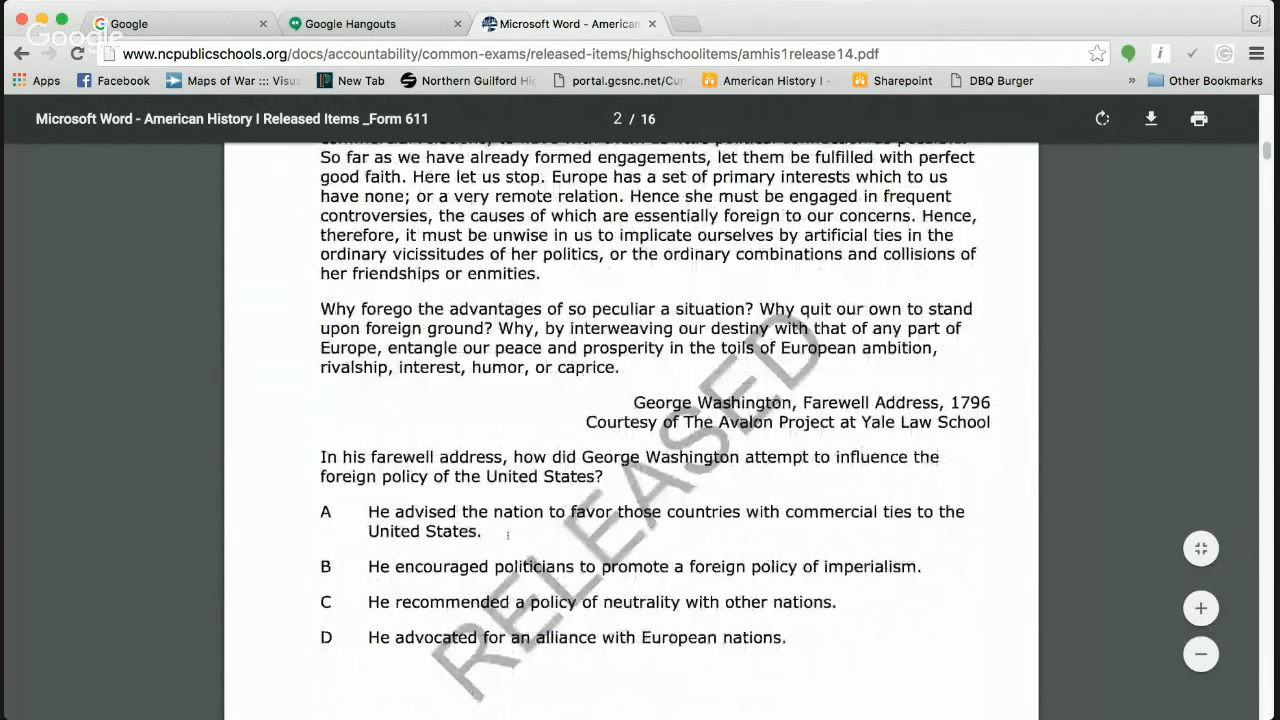 Google
Google Hangouts
Microsoft Word - American
Cj
Google
www.ncpublicschools.org/docs/accountability/common-exams/released-items/highschoolitems/amhis1release14.pdf
Apps Facebook Maps of War ::: Visua New Tab Northern Guilford Hi portal.gcsnc.net/Cur American History I - Sharepoint DBQ Burger » Other Bookmarks
Microsoft Word - American History I Released Items _Form 611 2 / 16
So far as we have already formed engagements, let them be fulfilled with perfect
good faith. Here let us stop. Europe has a set of primary interests which to us
have none; or a very remote relation. Hence she must be engaged in frequent
controversies, the causes of which are essentially foreign to our concerns. Hence,
therefore, it must be unwise in us to implicate ourselves by artificial ties in the
ordinary vicissitudes of her politics, or the ordinary combinations and collisions of
her friendships or enmities.
Why forego the advantages of so peculiar a situation? Why quit our own to stand
upon foreign ground? Why, by interweaving our destiny with that of any part of
Europe, entangle our peace and prosperity in the toils of European ambition,
rivalship, interest, humor, or caprice.
George Washington, Farewell Address, 1796
Courtesy of The Avalon Project at Yale Law School
In his farewell address, how did George Washington attempt to influence the
foreign policy of the United States?
A He advised the nation to favor those countries with commercial ties to the
United States.
B He encouraged politicians to promote a foreign policy of imperialism.
C He recommended a policy of neutrality with other nations.
D He advocated for an alliance with European nations.
RELEASED